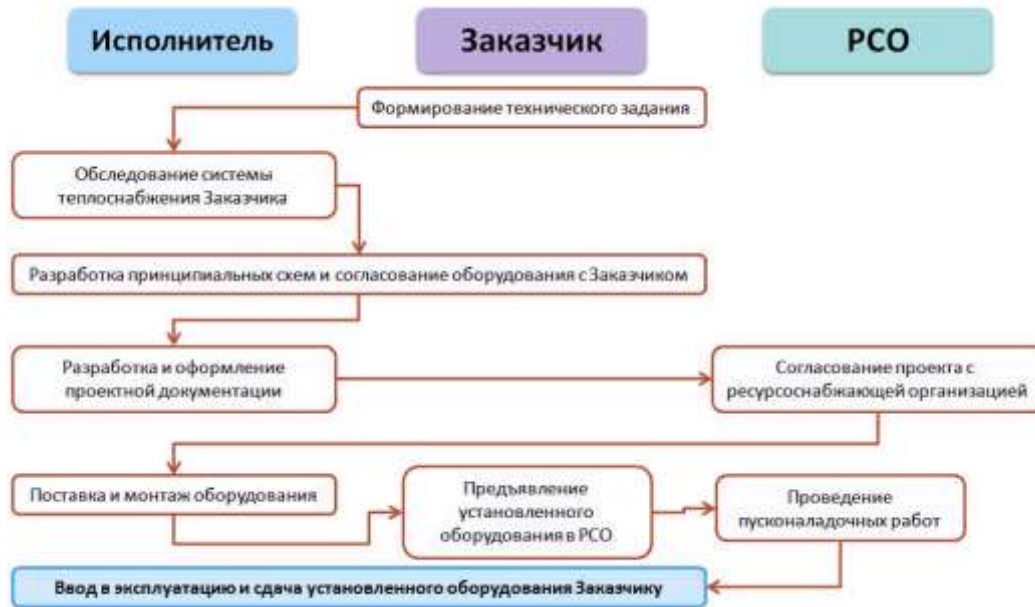 Исполнитель
Заказчик
РСО
Формирование технического задания
Обследование системы
теплоснабжения Заказчика
Разработка принципиальных схем и согласование оборудования с Заказчиком
Разработка и оформление
проектной документации
Согласование проекта с
ресурсоснабжающей организацией
Поставка и монтаж оборудования
Предъявление
установленного
оборудования в РСО
Проведение
пусконаладочных работ
Ввод в эксплуатацию и сдача установленного оборудования Заказчику